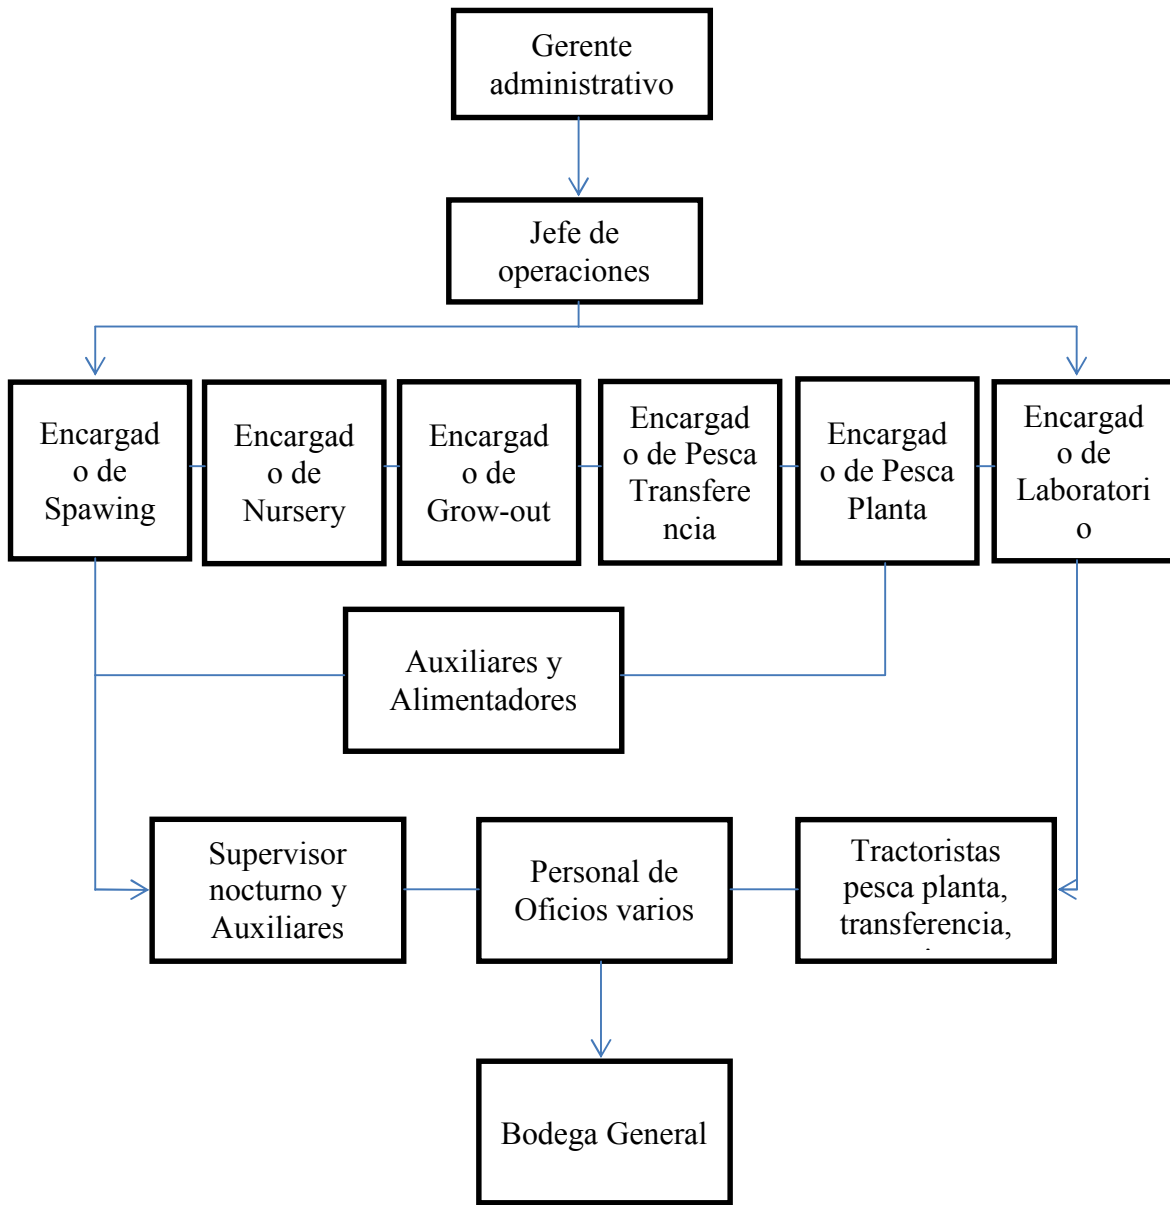 Gerente
administrativo
Jefe de
operaciones
Encargad
o de
Spawing
Encargad
o de
Nursery
Encargad
o de
Grow-out
Encargad
o de Pesca
Transfere
ncia
Encargad
o de Pesca
Planta
Encargad
o de
Laboratori
o
Auxiliares y
Alimentadores
Supervisor
nocturno y
Auxiliares
Personal de
Oficios varios
Tractoristas
pesca planta,
transferencia,
Bodega General